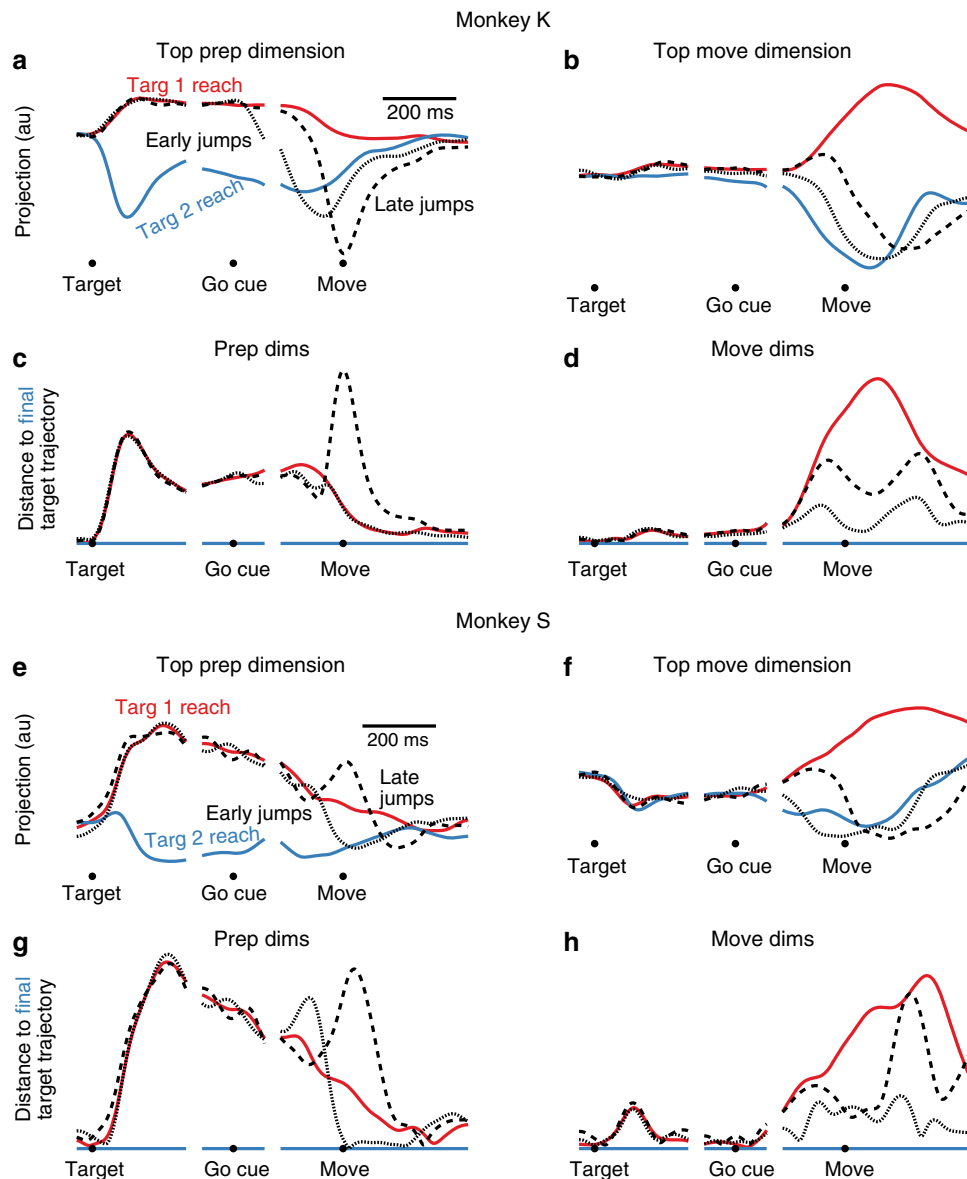 Monkey K
a
Top prep dimension
b
Top move dimension
Targ 1 reach
200 ms
Early jumps
Projection (au)
Targ 2 reach
Late jumps
Target
Go cue
Move
Target
Go cue
Move
c
Prep dims
d
Move dims
Distance to final
target trajectory
Target
Go cue
Move
Target
Go cue
Move
Monkey S
e
Top prep dimension
f
Top move dimension
Targ 1 reach
200 ms
Projection (au)
Early jumps
Late
jumps
Targ 2 reach
Target
Go cue
Move
Target
Go cue
Move
g
Prep dims
h
Move dims
Distance to final
target trajectory
Target
Go cue
Move
Target
Go cue
Move